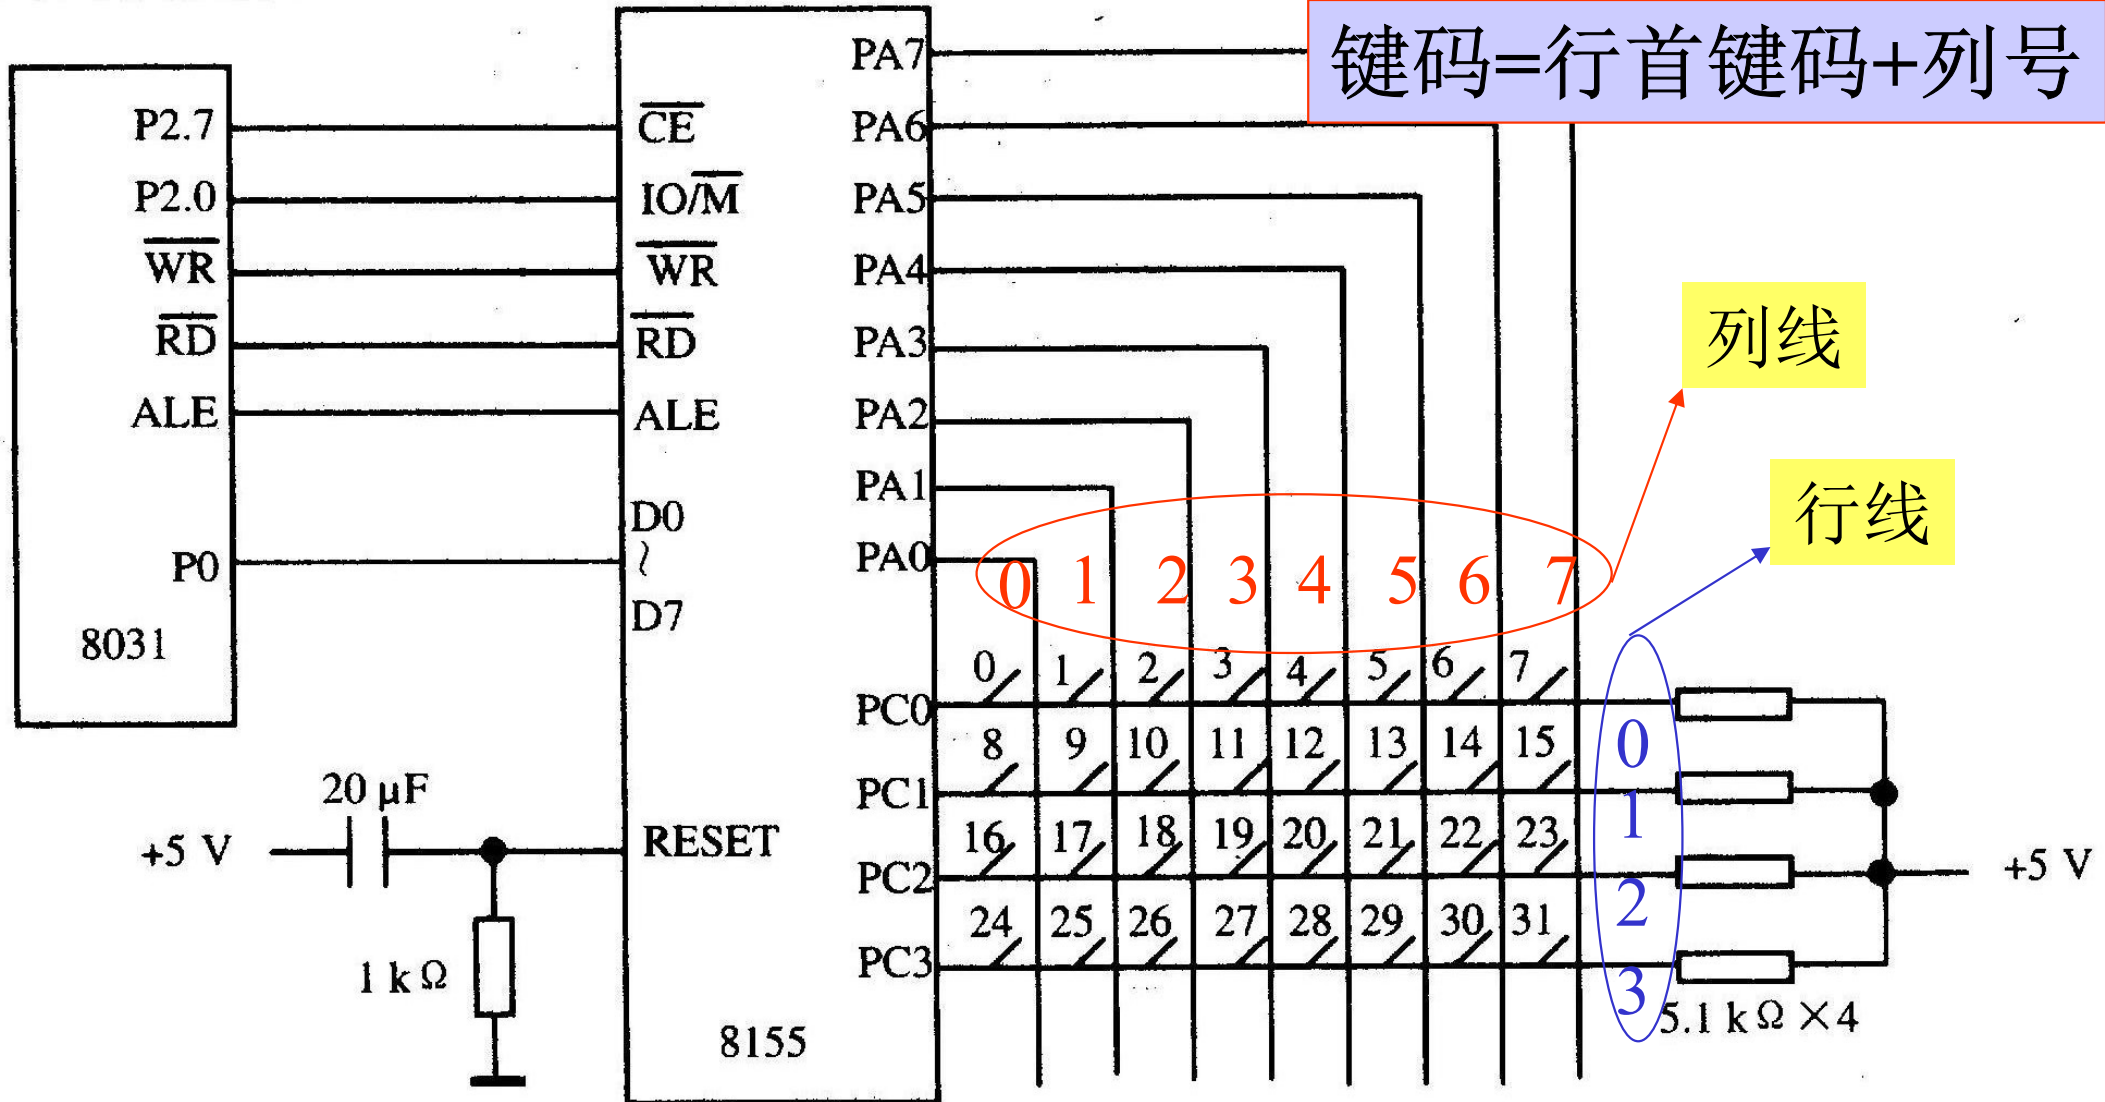 键码=行首键码+列号
P2.7
P2.0
WR
RD
ALE
P0
8031
CE
IO/M
WR
RD
ALE
D0
~
D7
RESET
8155
PA7
PA6
PA5
PA4
PA3
PA2
PA1
PA0
PC0
PC1
PC2
PC3
列线
行线
0 1 2 3 4 5 6 7
0 1 2 3 4 5 6 7
8 9 10 11 12 13 14 15
16 17 18 19 20 21 22 23
24 25 26 27 28 29 30 31
0
1
2
3
20 μF
+5 V
1 k Ω
+5 V
5.1 k Ω ×4